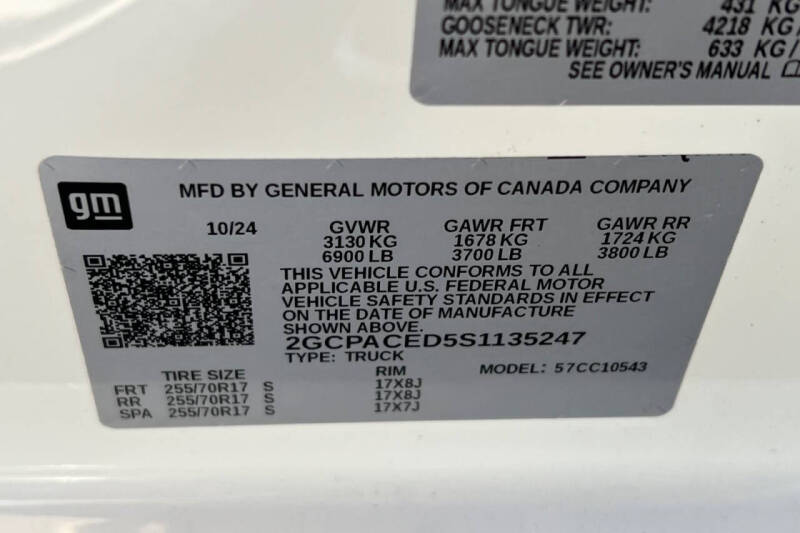 MAX TONGUE WEIGHT: 431 KG
GOOSENECK TWR: 4218 KG/
MAX TONGUE WEIGHT: 633 KG/
SEE OWNER'S MANUAL
gm
MFD BY GENERAL MOTORS OF CANADA COMPANY
10/24 GVWR GAWR FRT GAWR RR
3130 KG 1678 KG 1724 KG
6900 LB 3700 LB 3800 LB
THIS VEHICLE CONFORMS TO ALL
APPLICABLE U.S. FEDERAL MOTOR
VEHICLE SAFETY STANDARDS IN EFFECT
ON THE DATE OF MANUFACTURE
SHOWN ABOVE.
2GCPACED5S1135247
TYPE: TRUCK
TIRE SIZE RIM MODEL: 57CC10543
FRT 255/70R17 S 17X8J
RR 255/70R17 S 17X8J
SPA 255/70R17 S 17X7J